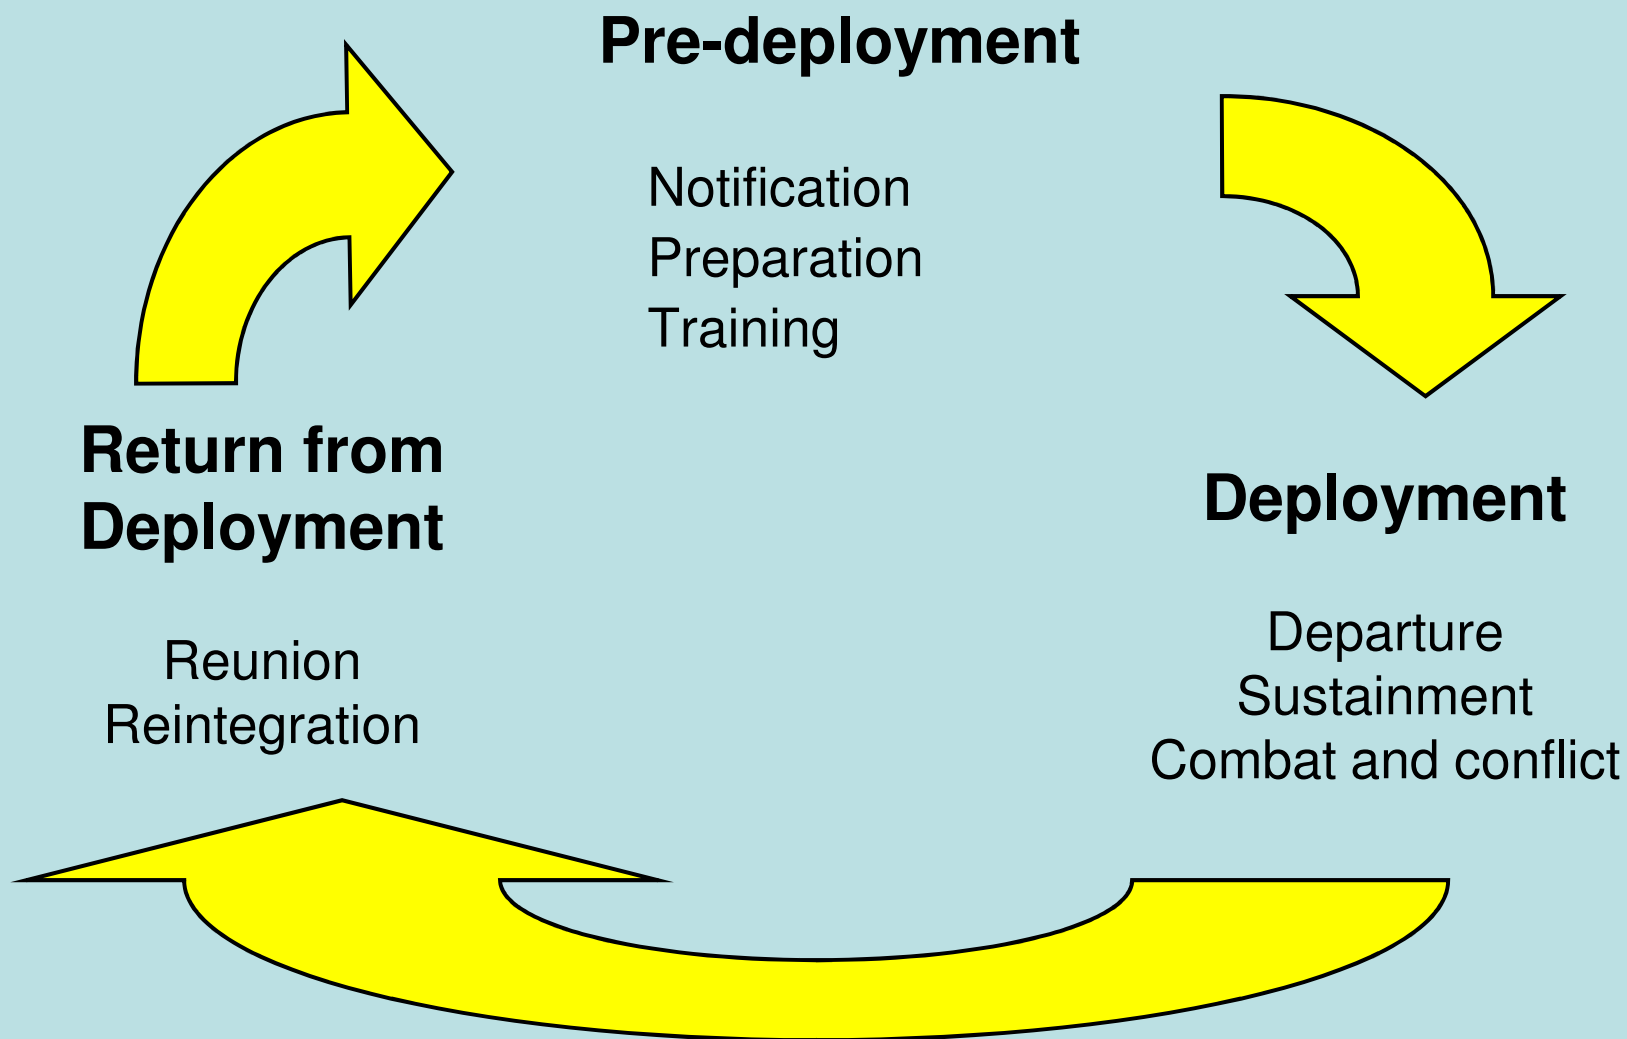 Pre-deployment
Notification
Preparation
Training
Deployment
Departure
Sustainment
Combat and conflict
Return from
Deployment
Reunion
Reintegration